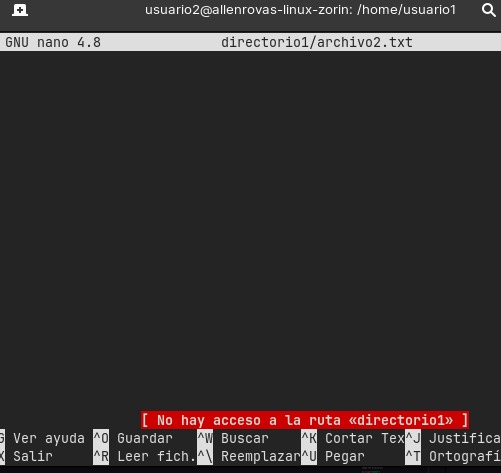 usuario2@allenrovas-linux-zorin: /home/usuario1
GNU nano 4.8 directorio1/archivo2.txt
[ No hay acceso a la ruta «directorio1» ]
G Ver ayuda ^O Guardar ^W Buscar ^K Cortar Tex^J Justifica
X Salir ^R Leer fich.^\ Reemplazar^U Pegar ^T Ortografí